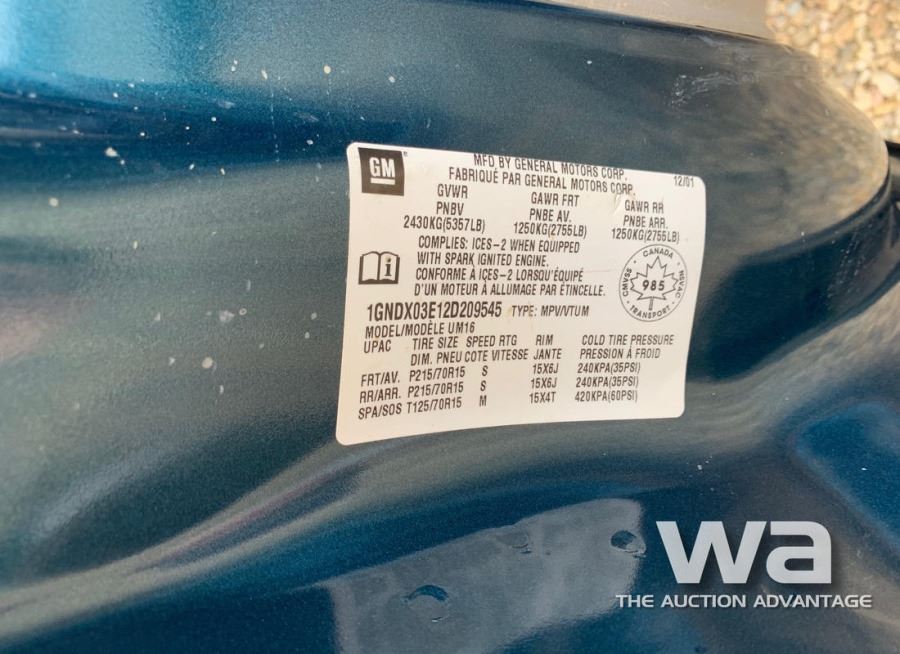 GM
MFD BY GENERAL MOTORS CORP.
FABRIQUÉ PAR GENERAL MOTORS CORP.
12/01
GVWR GAWR FRT GAWR RR
PNBV PNBE AV. PNBE ARR.
2430KG(5357LB) 1250KG(2755LB) 1250KG(2755LB)
COMPLIES: ICES-2 WHEN EQUIPPED
WITH SPARK IGNITED ENGINE.
CONFORME À ICES-2 LORSQU'ÉQUIPÉ
D'UN MOTEUR À ALLUMAGE PAR ÉTINCELLE.
CANADA
CMVSS 985 NSVAC
TRANSPORT
1GNDX03E12D209545 TYPE: MPV/VTUM
MODEL/MODÈLE UM16
UPAC TIRE SIZE SPEED RTG RIM COLD TIRE PRESSURE
DIM. PNEU COTE VITESSE JANTE PRESSION À FROID
FRT/AV. P215/70R15 S 15X6J 240KPA(35PSI)
RR/ARR. P215/70R15 S 15X6J 240KPA(35PSI)
SPA/SOS T125/70R15 M 15X4T 420KPA(60PSI)
wa
THE AUCTION ADVANTAGE